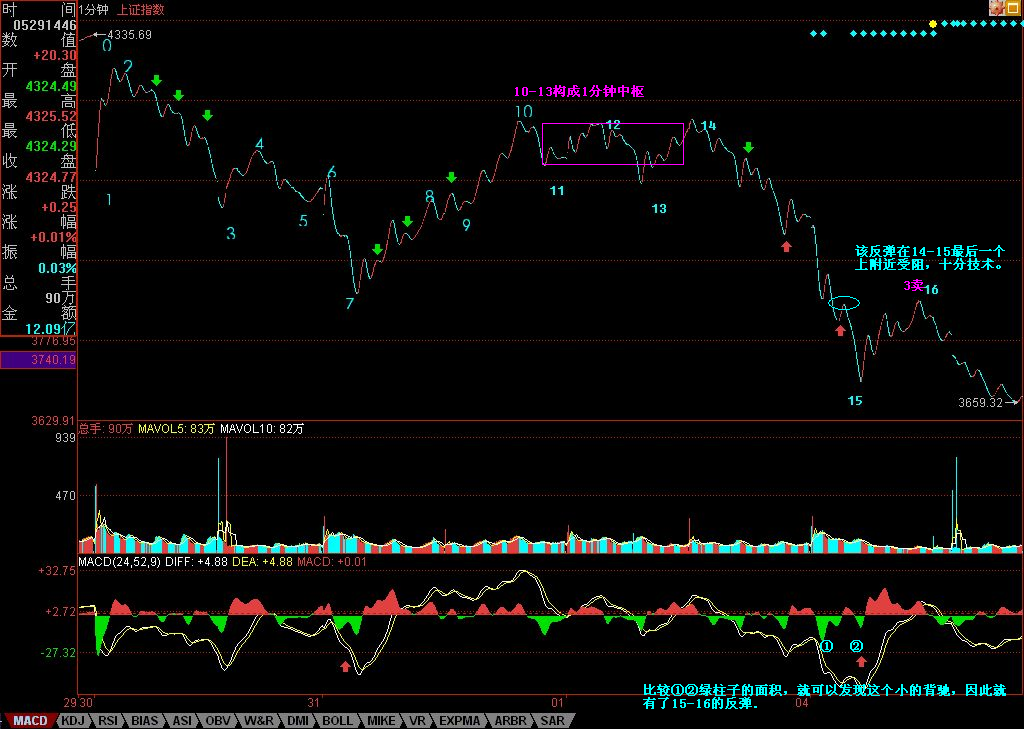 时 间
05291446
数 值
+20.30
开 盘
4324.49
最 高
4325.52
最 低
4324.29
收 盘
4324.77
涨 跌
+0.25
涨 幅
+0.01%
振 幅
0.03%
总 手
90万
金 额
12.09亿
3776.95
3740.19
3629.91
1分钟 上证指数
4335.69
0
2
1
3
4
5
6
7
8
9
10-13构成1分钟中枢
10
11
12
13
14
该反弹在14-15最后一个
上附近受阻，十分技术。
3卖
16
15
3659.32
总手: 90万 MAVOL5: 83万 MAVOL10: 82万
939
470
MACD(24,52,9) DIFF: +4.88 DEA: +4.88 MACD: +0.01
+32.75
+2.72
-27.32
① ②
比较①②绿柱子的面积，就可以发现这个小的背驰，因此就
有了15-16的反弹.
29 30
31
01
04
MACD KDJ RSI BIAS ASI OBV W&R DMI BOLL MIKE VR EXPMA ARBR SAR